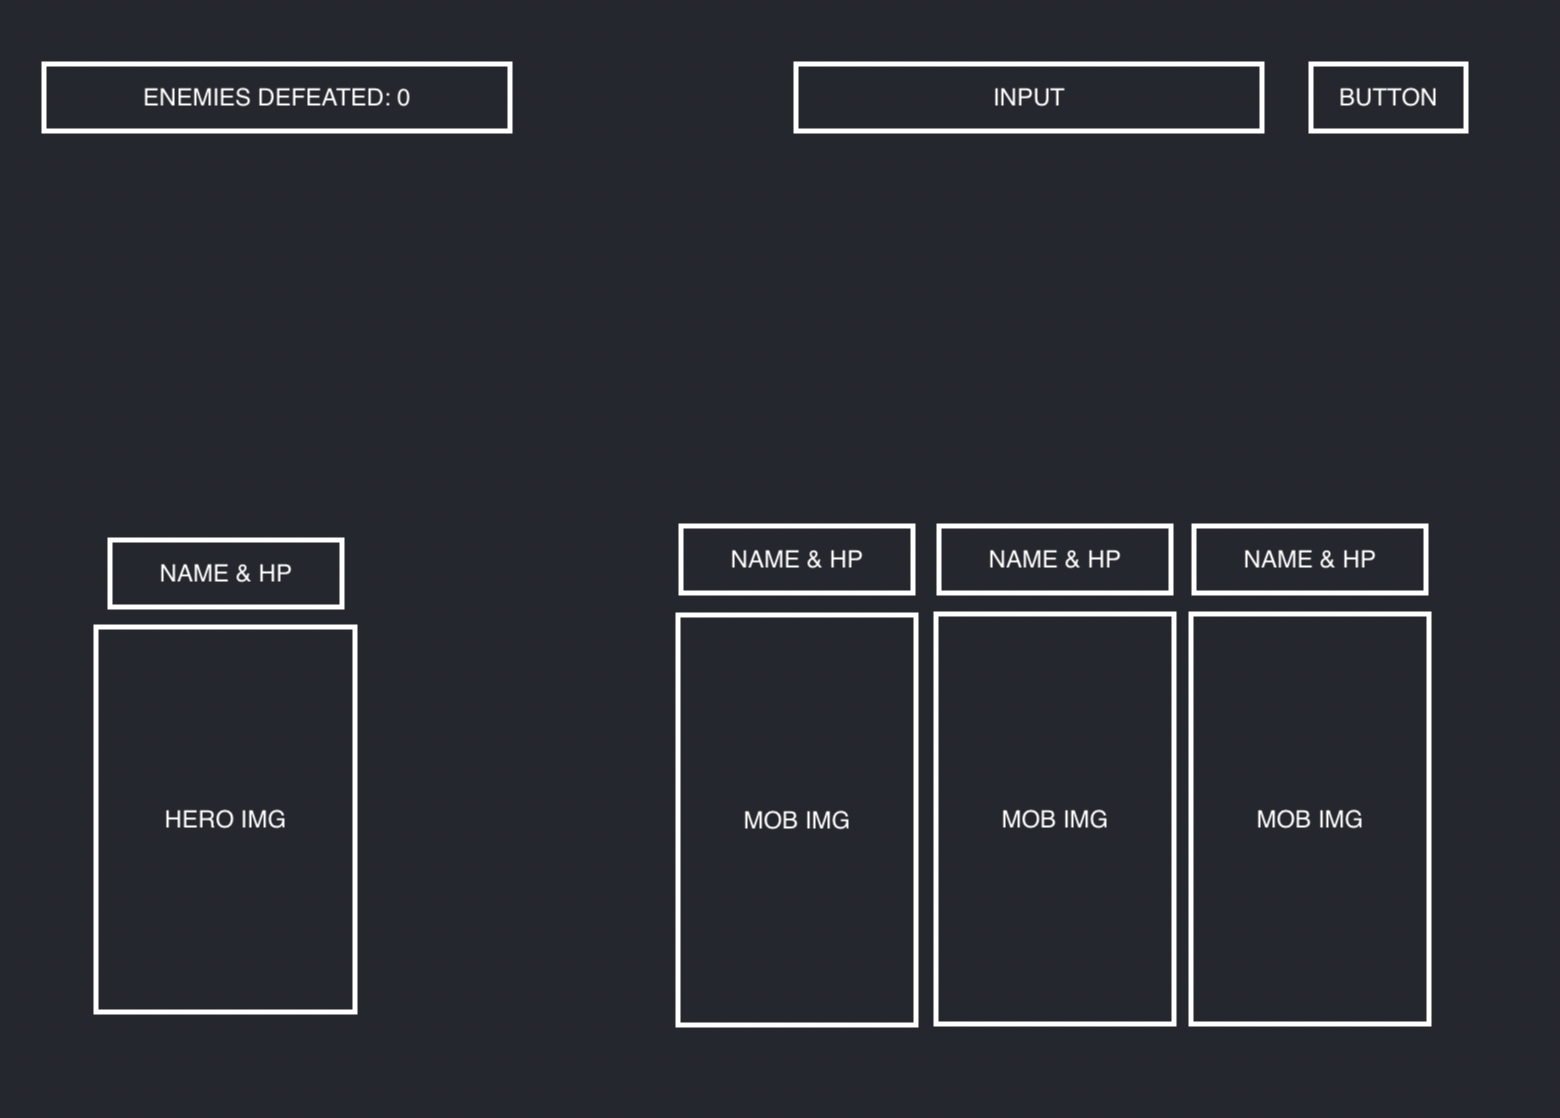 ENEMIES DEFEATED: 0
INPUT
BUTTON
NAME & HP
NAME & HP
NAME & HP
NAME & HP
HERO IMG
MOB IMG
MOB IMG
MOB IMG